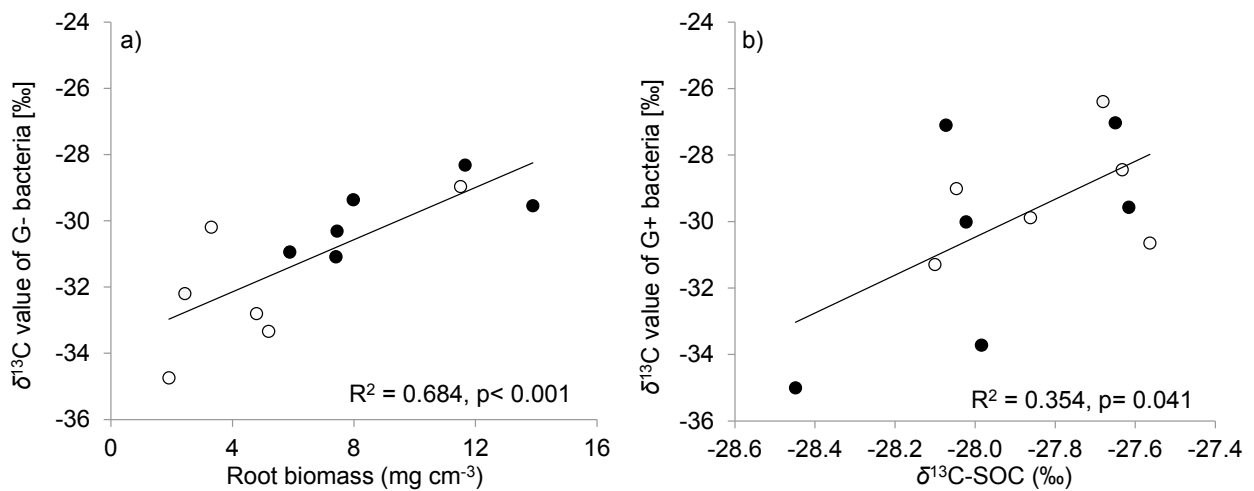 a)
δ¹³C value of G- bacteria [‰]
-24
-26
-28
-30
-32
-34
-36
R² = 0.684, p< 0.001
0 4 8 12 16
Root biomass (mg cm⁻³)
b)
δ¹³C value of G+ bacteria [‰]
-24
-26
-28
-30
-32
-34
-36
R² = 0.354, p= 0.041
-28.6 -28.4 -28.2 -28.0 -27.8 -27.6 -27.4
δ¹³C-SOC (‰)